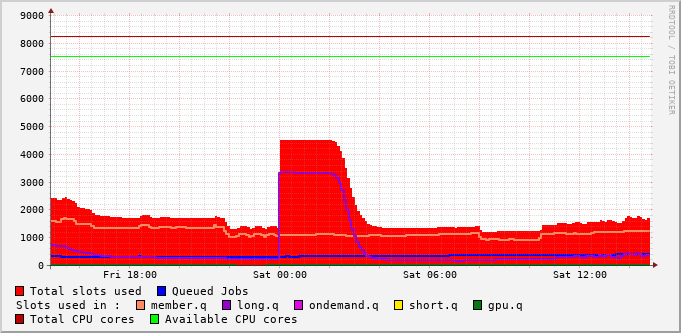 RRDTOOL / TOBI OETIKER
9000
8000
7000
6000
5000
4000
3000
2000
1000
0
Fri 18:00 Sat 00:00 Sat 06:00 Sat 12:00
Total slots used Queued Jobs
Slots used in : member.q long.q ondemand.q short.q gpu.q
Total CPU cores Available CPU cores